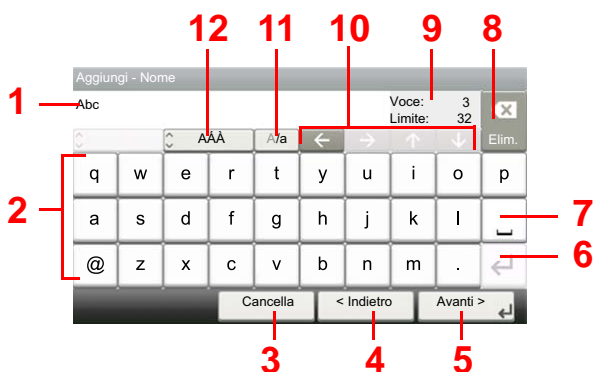 12 11 10 9 8
Aggiungi - Nome
1 Abc Voce: 3
Limite: 32
AÁÀ A/a ← → ↑ ↓ Elim.
2
q w e r t y u i o p
a s d f g h j k l 7
@ z x c v b n m . 6
Cancella < Indietro Avanti >
3 4 5